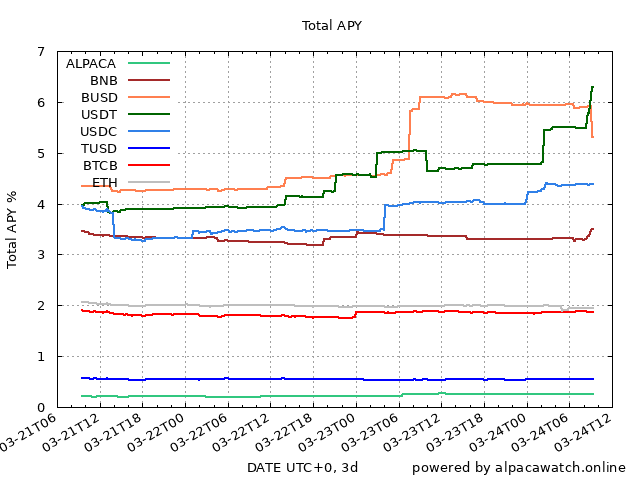 Total APY
7
6
5
4
3
2
1
0
Total APY %
ALPACA
BNB
BUSD
USDT
USDC
TUSD
BTCB
ETH
03-21T06
03-21T12
03-21T18
03-22T00
03-22T06
03-22T12
03-22T18
03-23T00
03-23T06
03-23T12
03-23T18
03-24T00
03-24T06
03-24T12
DATE UTC+0, 3d
powered by alpacawatch.online